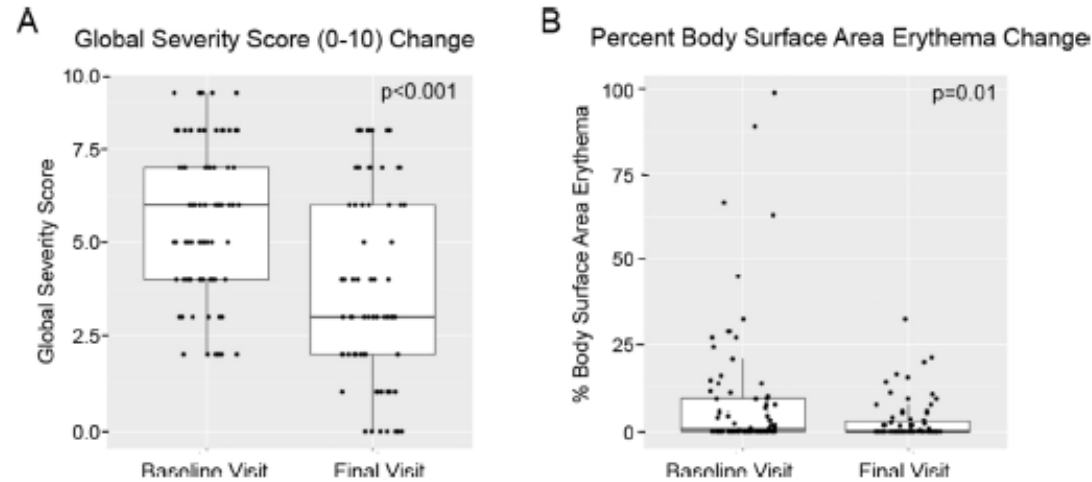 A
Global Severity Score (0-10) Change
p<0.001
Global Severity Score
10.0
7.5
5.0
2.5
0.0
Baseline Visit
Final Visit
B
Percent Body Surface Area Erythema Change
p=0.01
% Body Surface Area Erythema
100
75
50
25
0
Baseline Visit
Final Visit